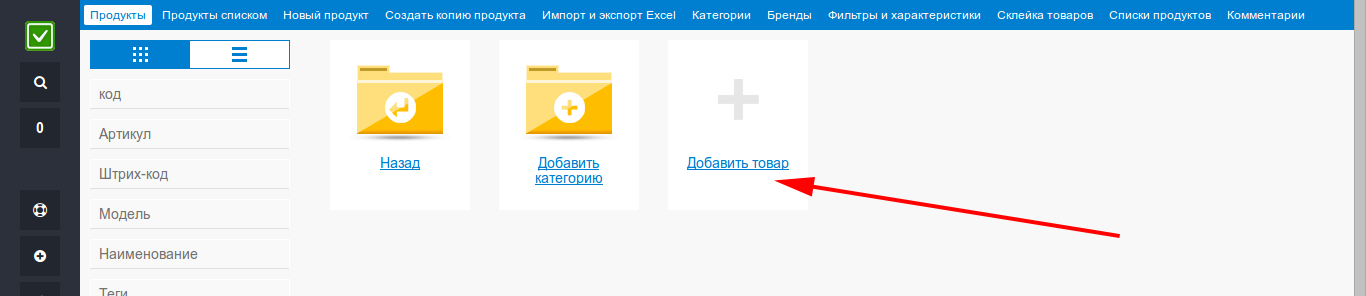 Продукты Продукты списком Новый продукт Создать копию продукта Импорт и экспорт Excel Категории Бренды Фильтры и характеристики Склейка товаров Списки продуктов Комментарии
0
код
Артикул
Штрих-код
Модель
Наименование
Теги
Назад
Добавить
категорию
Добавить товар